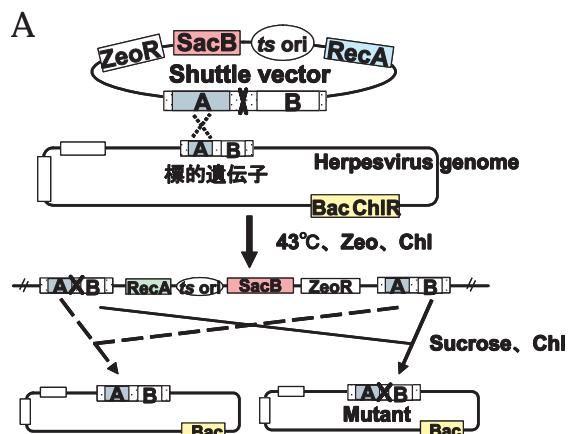 A
ZeoR SacB ts ori RecA
Shuttle vector
A X B
A B
標的遺伝子
Herpesvirus genome
Bac ChlR
43℃、Zeo、Chl
A X B RecA ts ori SacB ZeoR A B
Sucrose、Chl
A B
A X B
Mutant
Bac
Bac